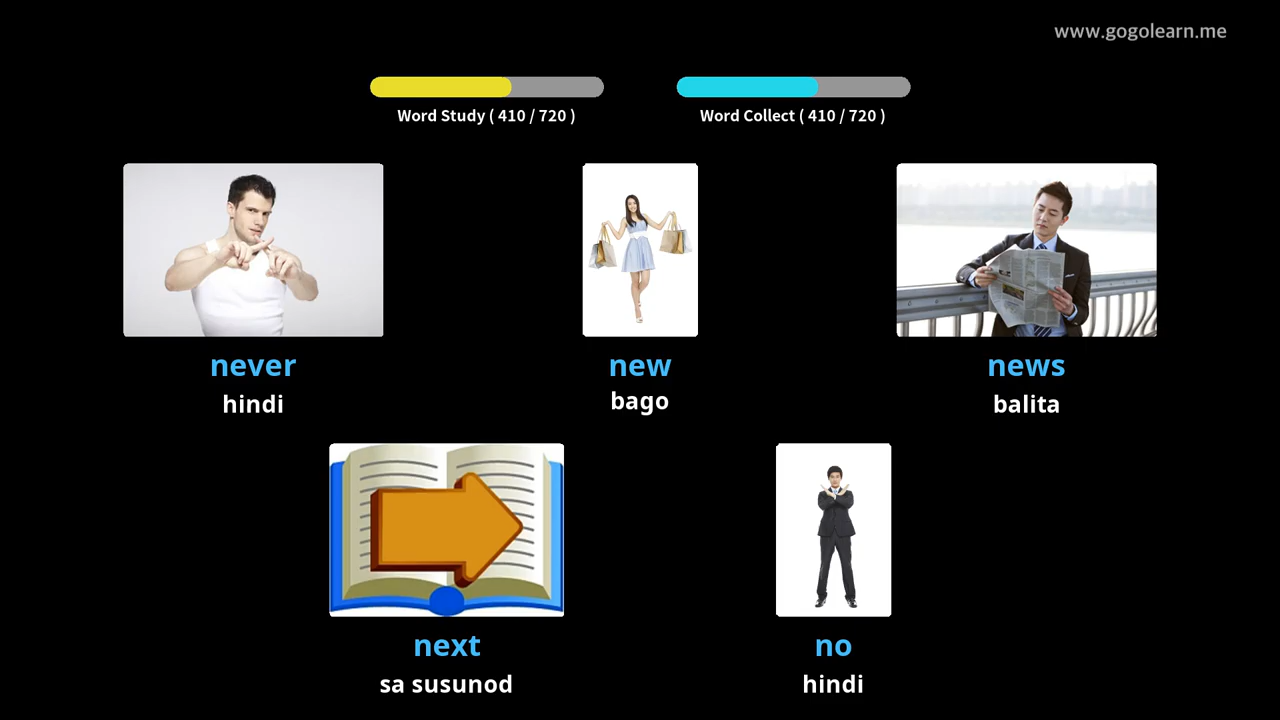 www.gogolearn.me
Word Study ( 410 / 720 )
Word Collect ( 410 / 720 )
never
hindi
new
bago
news
balita
next
sa susunod
no
hindi